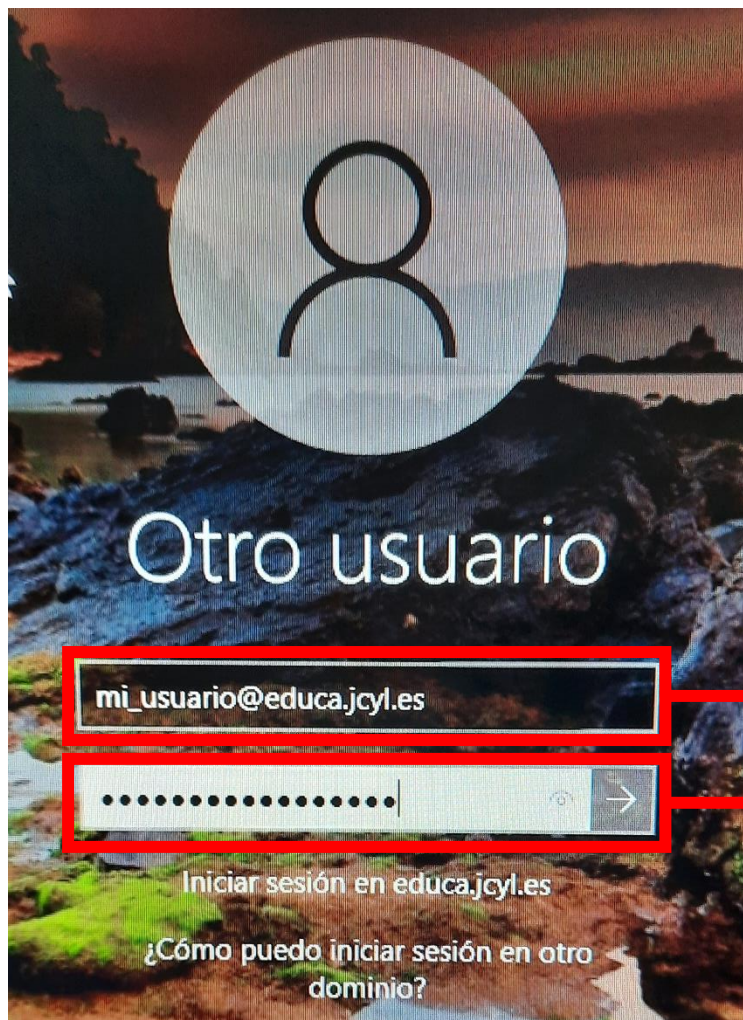 Otro usuario
mi_usuario@educa.jcyl.es
•••••••••••••••••
Iniciar sesión en educa.jcyl.es
¿Cómo puedo iniciar sesión en otro
dominio?